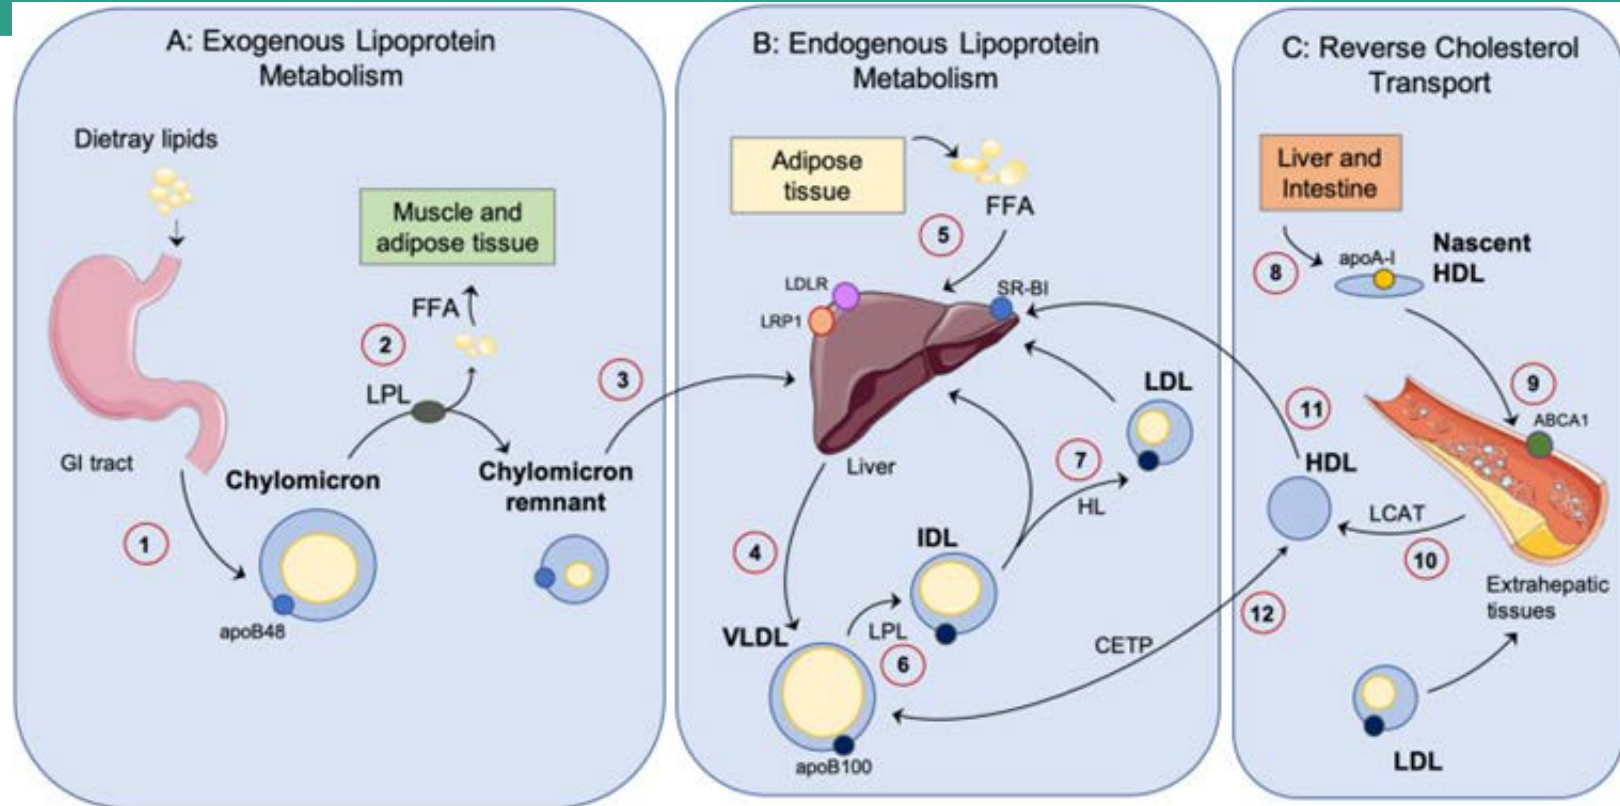 A: Exogenous Lipoprotein
Metabolism
Dietray lipids
Muscle and
adipose tissue
FFA
2
LPL
3
GI tract
Chylomicron
Chylomicron
remnant
1
apoB48
B: Endogenous Lipoprotein
Metabolism
Adipose
tissue
FFA
5
LDLR
LRP1
SR-BI
LDL
Liver
7
HL
4
IDL
VLDL
LPL
6
CETP
apoB100
C: Reverse Cholesterol
Transport
Liver and
Intestine
8
apoA-I
Nascent
HDL
9
ABCA1
11
HDL
LCAT
10
Extrahepatic
tissues
12
LDL